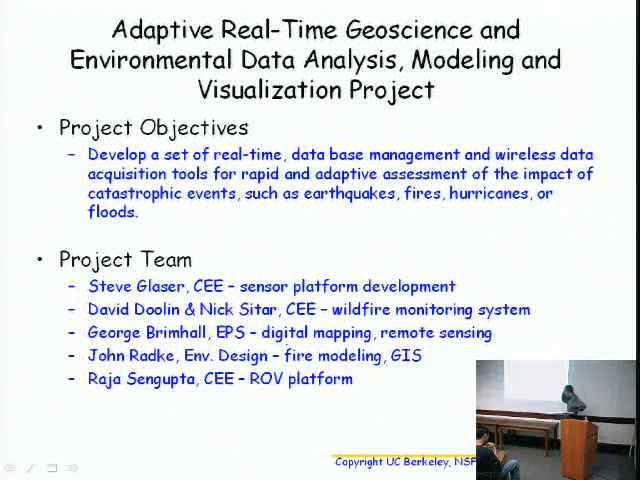 Adaptive Real-Time Geoscience and
Environmental Data Analysis, Modeling and
Visualization Project
• Project Objectives
– Develop a set of real-time, data base management and wireless data
acquisition tools for rapid and adaptive assessment of the impact of
catastrophic events, such as earthquakes, fires, hurricanes, or
floods.
• Project Team
– Steve Glaser, CEE – sensor platform development
– David Doolin & Nick Sitar, CEE – wildfire monitoring system
– George Brimhall, EPS – digital mapping, remote sensing
– John Radke, Env. Design – fire modeling, GIS
– Raja Sengupta, CEE – ROV platform
Copyright UC Berkeley, NSF